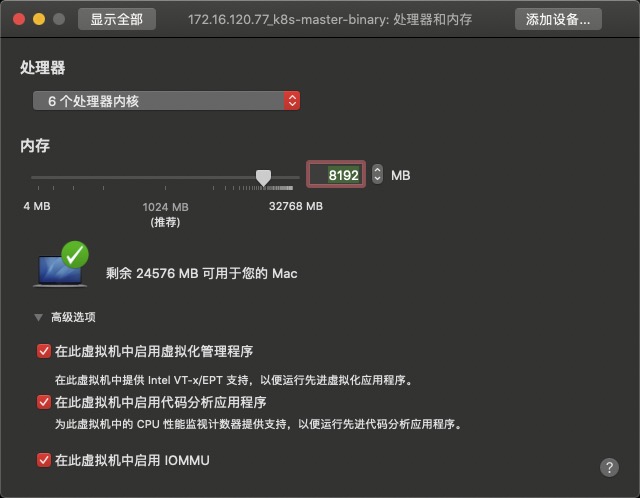 显示全部
172.16.120.77_k8s-master-binary: 处理器和内存
添加设备...
处理器
6 个处理器内核
内存
8192 MB
4 MB
1024 MB
32768 MB
(推荐)
剩余 24576 MB 可用于您的 Mac
高级选项
在此虚拟机中启用虚拟化管理程序
在此虚拟机中提供 Intel VT-x/EPT 支持，以便运行先进虚拟化应用程序。
在此虚拟机中启用代码分析应用程序
为此虚拟机中的 CPU 性能监视计数器提供支持，以便运行先进代码分析应用程序。
在此虚拟机中启用 IOMMU
?